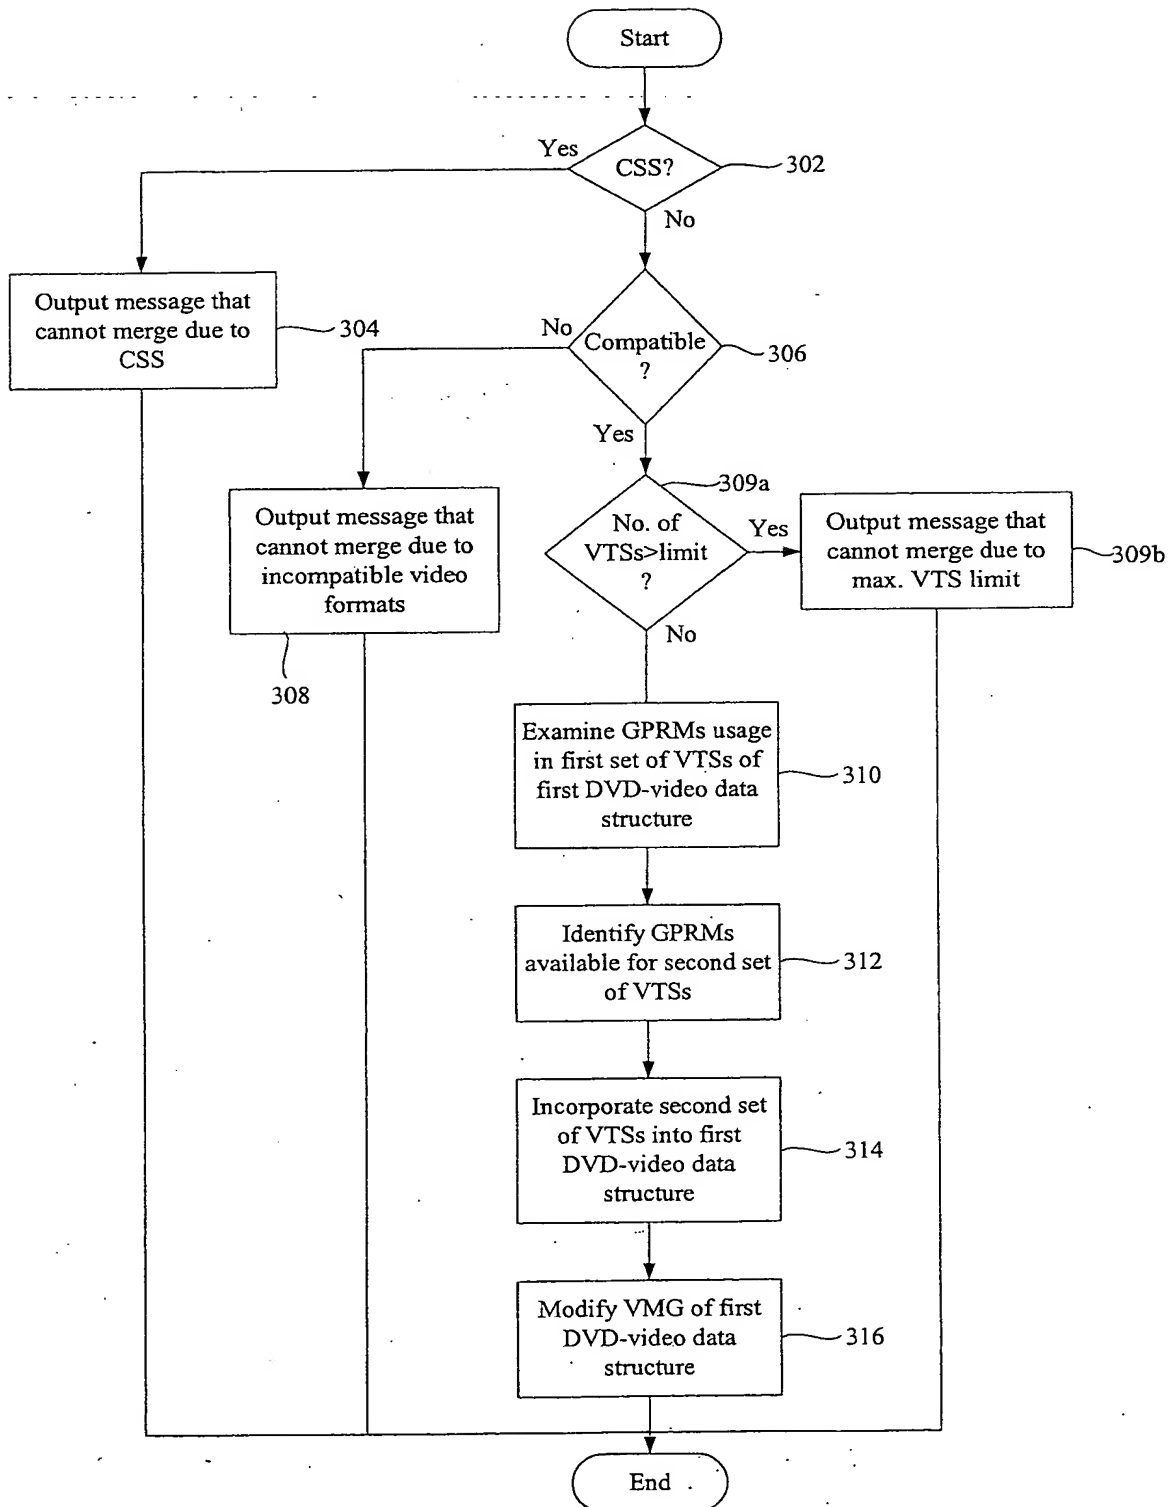 Start
Yes
CSS?
302
No
Output message that
cannot merge due to
CSS
304
No
Compatible
?
306
Yes
309a
Output message that
cannot merge due to
incompatible video
formats
308
No. of
VTSs>limit
?
Yes
Output message that
cannot merge due to
max. VTS limit
309b
No
Examine GPRMs usage
in first set of VTSs of
first DVD-video data
structure
310
Identify GPRMs
available for second set
of VTSs
312
Incorporate second set
of VTSs into first
DVD-video data
structure
314
Modify VMG of first
DVD-video data
structure
316
End